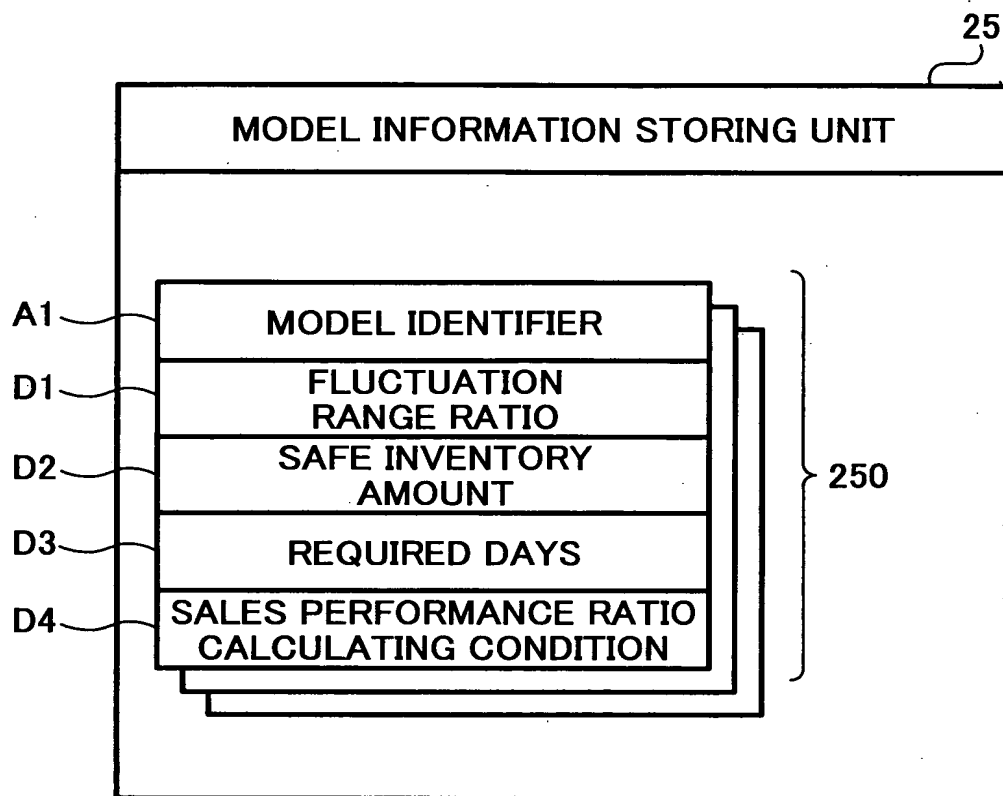 25
MODEL INFORMATION STORING UNIT
A1
MODEL IDENTIFIER
D1
FLUCTUATION
RANGE RATIO
D2
SAFE INVENTORY
AMOUNT
250
D3
REQUIRED DAYS
D4
SALES PERFORMANCE RATIO
CALCULATING CONDITION